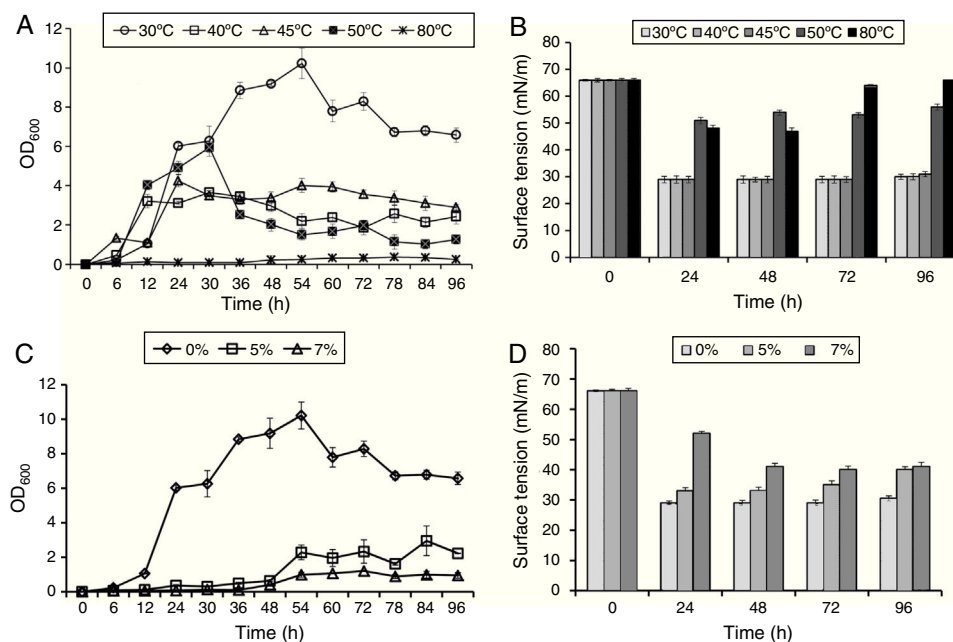 A
30ºC 40ºC 45ºC 50ºC 80ºC
12
10
8
6
4
2
0
OD600
0 6 12 24 30 36 48 54 60 72 78 84 96
Time (h)
B
30ºC 40ºC 45ºC 50ºC 80ºC
80
70
60
50
40
30
20
10
0
Surface tension (mN/m)
0 24 48 72 96
Time (h)
C
0% 5% 7%
12
10
8
6
4
2
0
OD600
0 6 12 24 30 36 48 54 60 72 78 84 96
Time (h)
D
0% 5% 7%
80
70
60
50
40
30
20
10
0
Surface tension (mN/m)
0 24 48 72 96
Time (h)